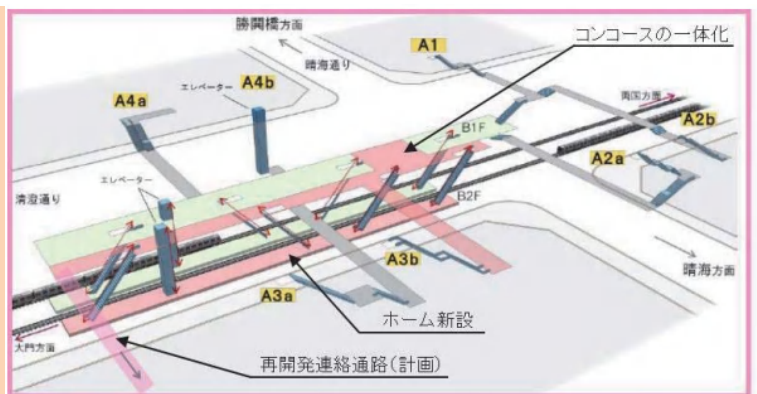 勝鬨橋方面
コンコースの一体化
A1
晴海通り
エレベーター
A4b
A4a
両国方面
B1F
A2b
A2a
エレベーター
清澄通り
B2F
晴海方面
A3b
A3a
ホーム新設
大門方面
再開発連絡通路(計画)